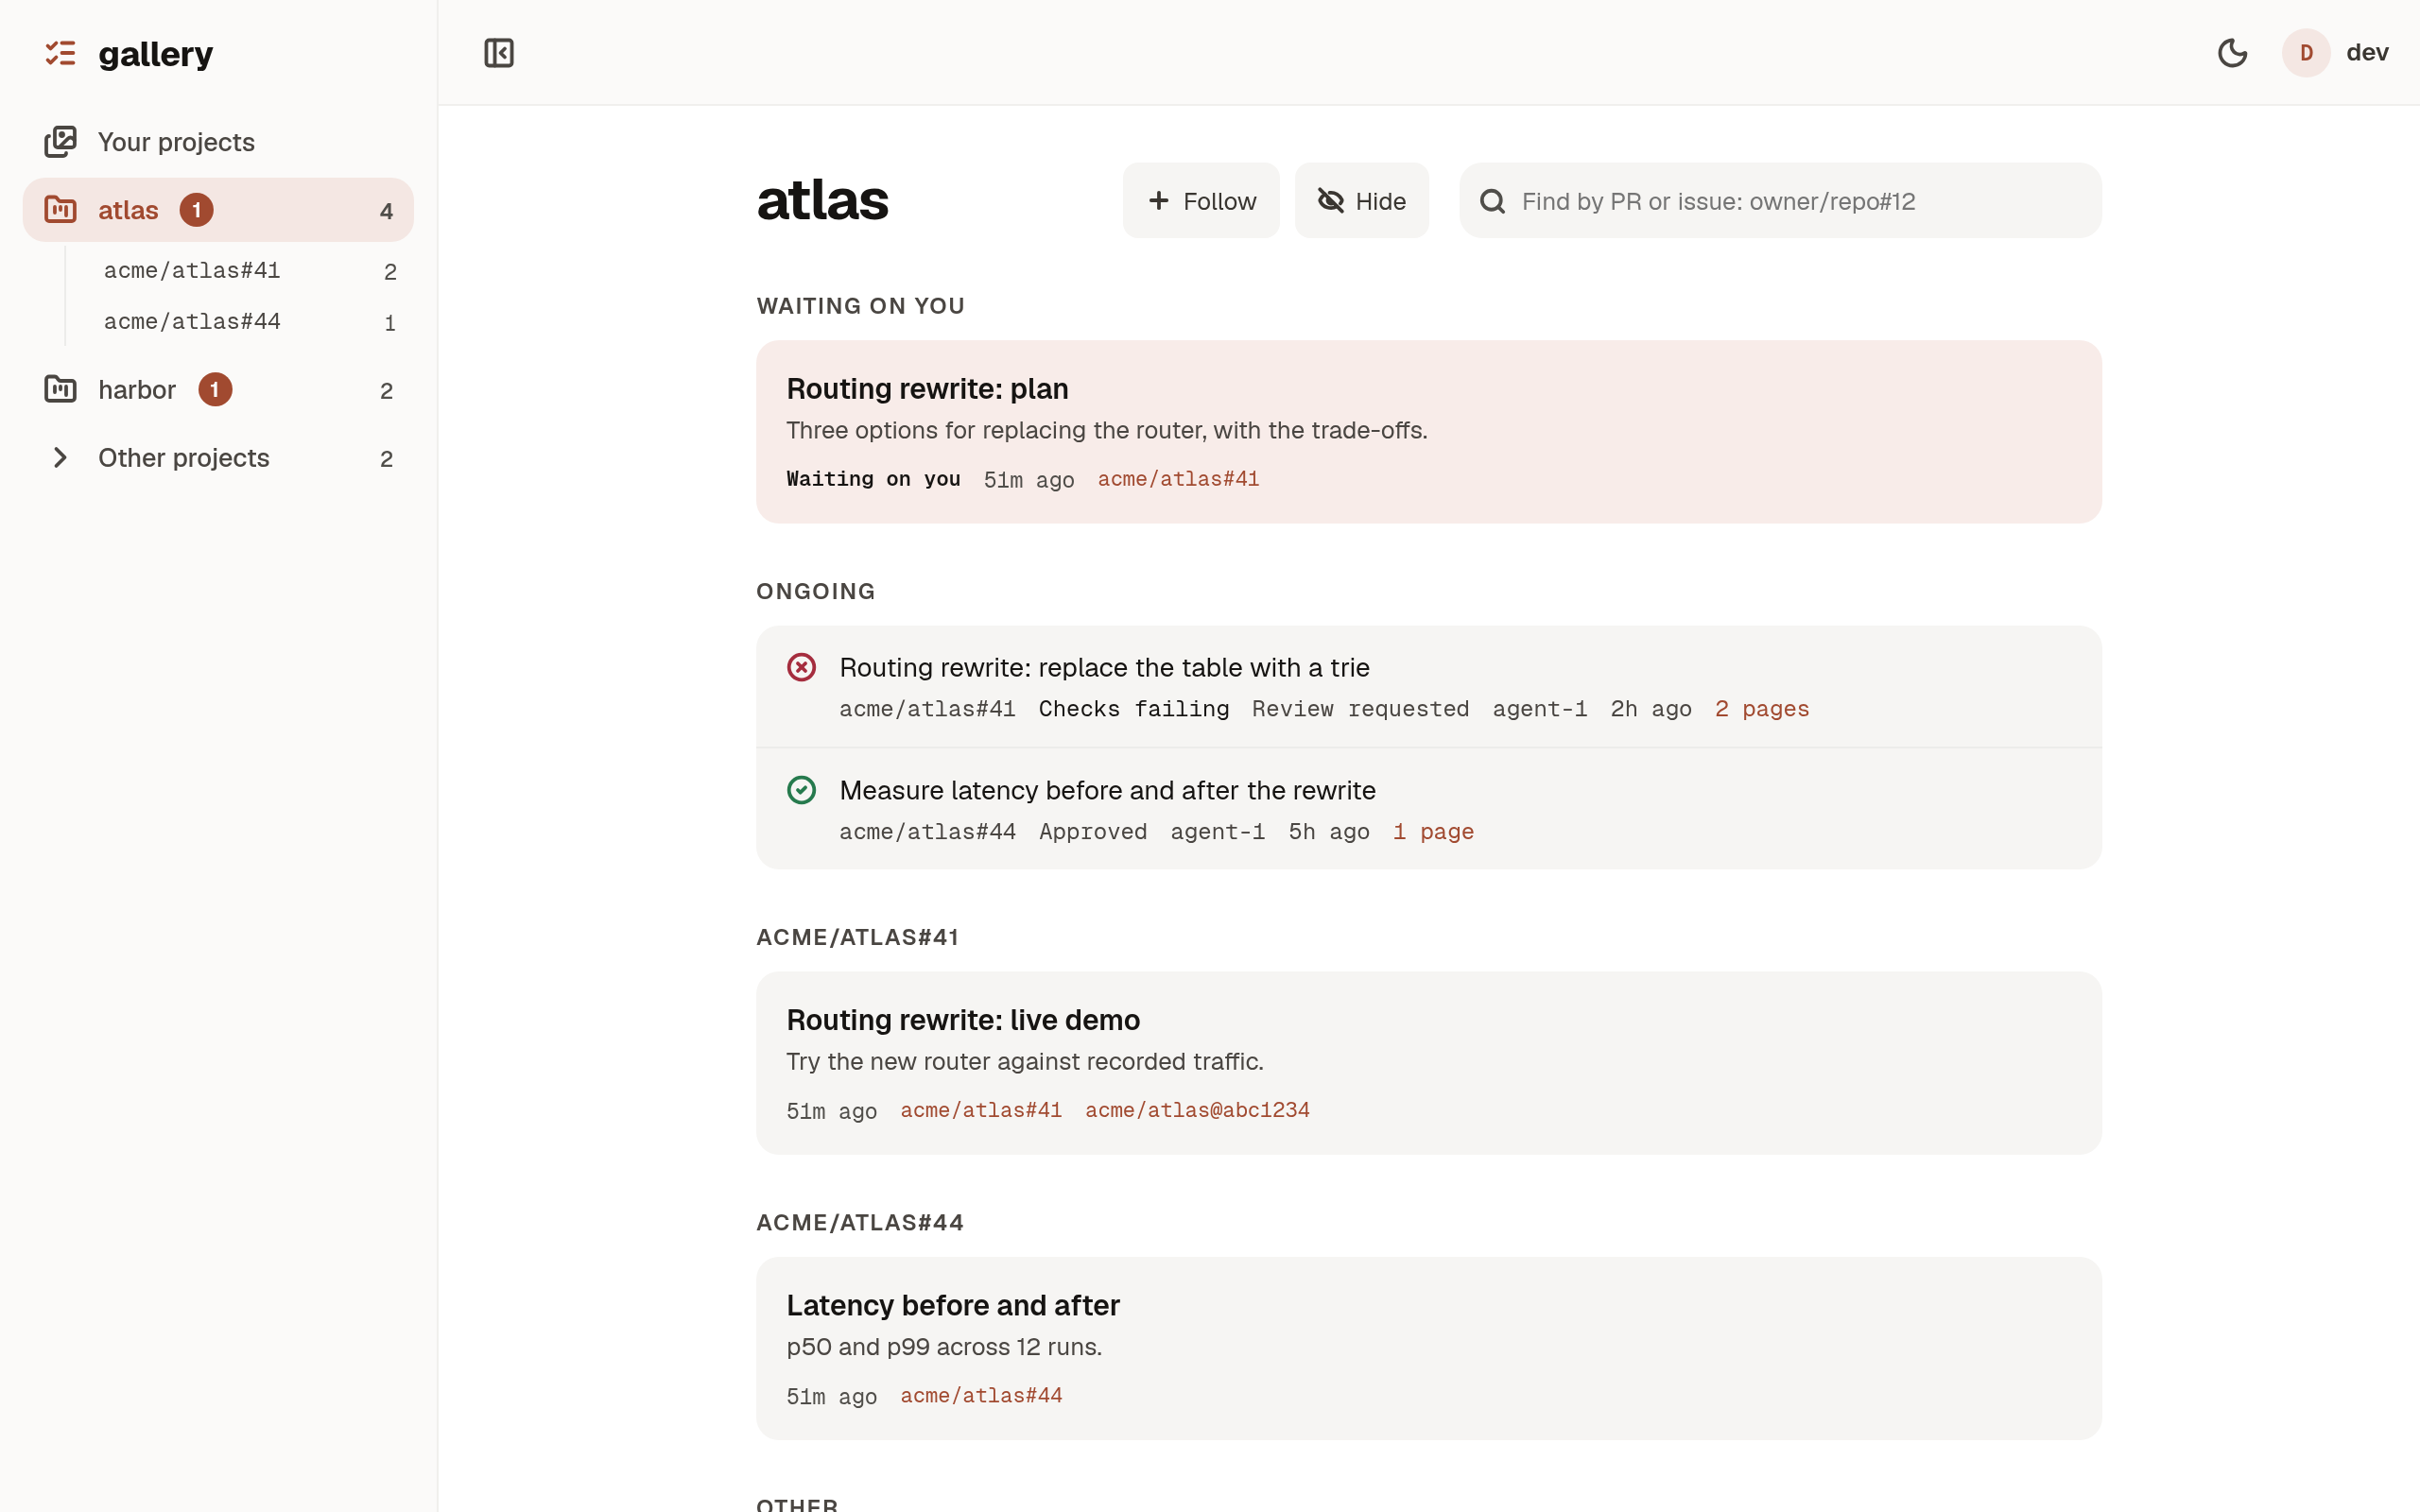 gallery
D dev
Your projects
atlas 1 4
acme/atlas#41 2
acme/atlas#44 1
harbor 1 2
Other projects 2
atlas
Follow
Hide
Find by PR or issue: owner/repo#12
WAITING ON YOU
Routing rewrite: plan
Three options for replacing the router, with the trade-offs.
Waiting on you 51m ago acme/atlas#41
ONGOING
Routing rewrite: replace the table with a trie
acme/atlas#41 Checks failing Review requested agent-1 2h ago 2 pages
Measure latency before and after the rewrite
acme/atlas#44 Approved agent-1 5h ago 1 page
ACME/ATLAS#41
Routing rewrite: live demo
Try the new router against recorded traffic.
51m ago acme/atlas#41 acme/atlas@abc1234
ACME/ATLAS#44
Latency before and after
p50 and p99 across 12 runs.
51m ago acme/atlas#44
OTHER